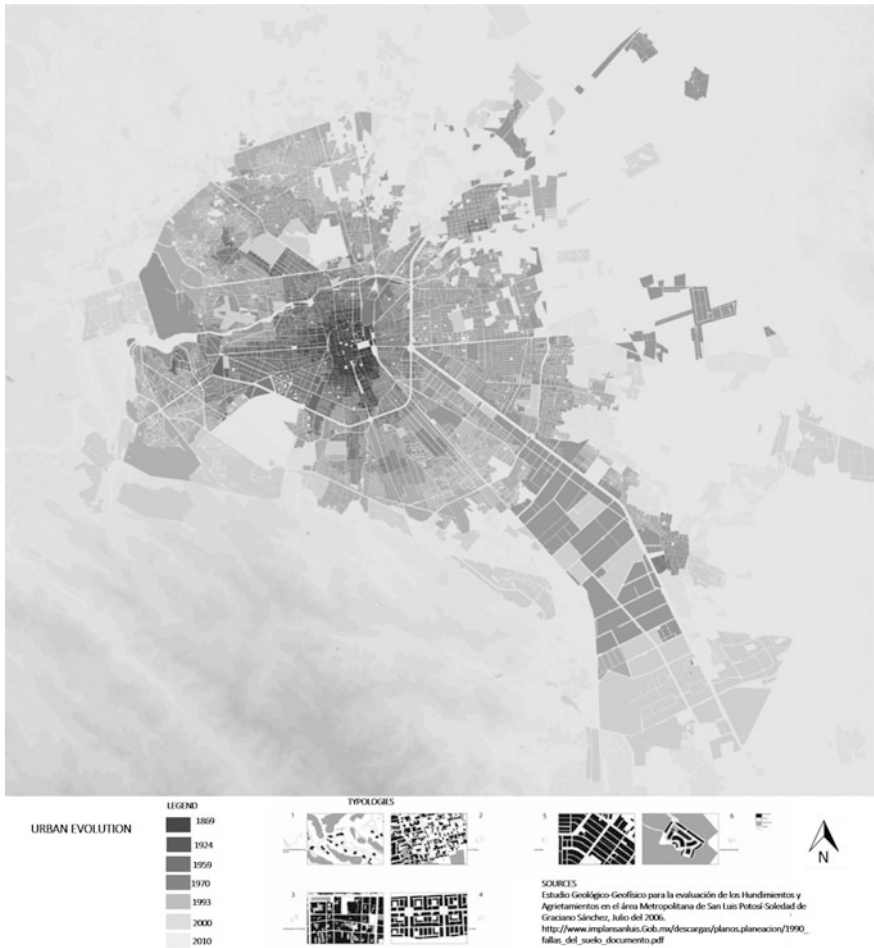 URBAN EVOLUTION
LEGEND
1869
1924
1959
1970
1993
2000
2010
TYPOLOGIES
1
2
3
4
5
6
N
SOURCES
Estudio Geológico-Geofísico para la evaluación de los Hundimientos y
Agrietamientos en el área Metropolitana de San Luis Potosí-Soledad de
Graciano Sánchez, Julio del 2006.
http://www.implansanluis.Gob.mx/descargas/planos.planeacion/1990_
fallas_del_suelo_documento.pdf